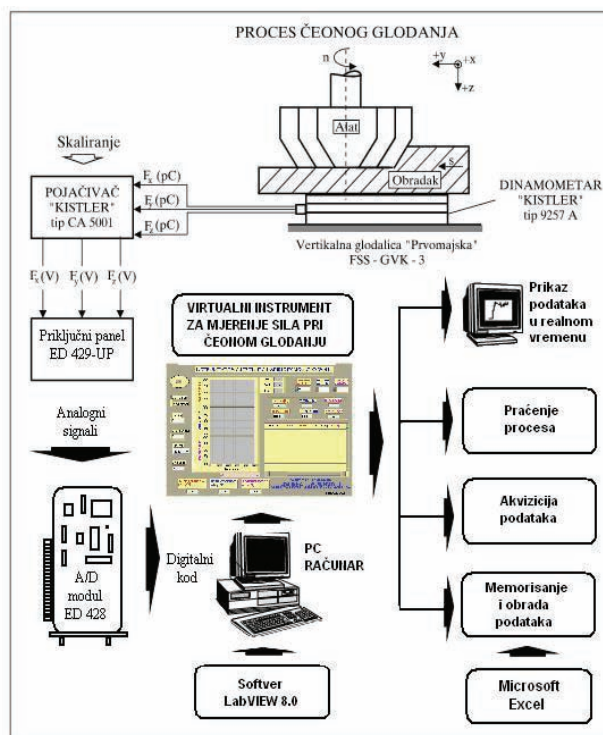 PROCES ČEONOG GLODANJA
n
+y
+x
+z
Alat
Skaliranje
s
Obradak
POJAČIVAČ
"KISTLER"
tip CA 5001
Fx (pC)
Fy (pC)
Fz (pC)
DINAMOMETAR
"KISTLER"
tip 9257 A
Vertikalna glodalica "Prvomajska"
FSS - GVK - 3
Fx(V)
Fy(V)
Fz(V)
Priključni panel
ED 429-UP
VIRTUALNI INSTRUMENT
ZA MJERENJE SILA PRI
ČEONOM GLODANJU
Prikaz
podataka
u realnom
vremenu
Analogni
signali
Praćenje
procesa
A/D
modul
ED 428
Digitalni
kod
PC
RAČUNAR
Akvizicija
podataka
Memorisanje
i obrada
podataka
Softver
LabVIEW 8.0
Microsoft
Excel